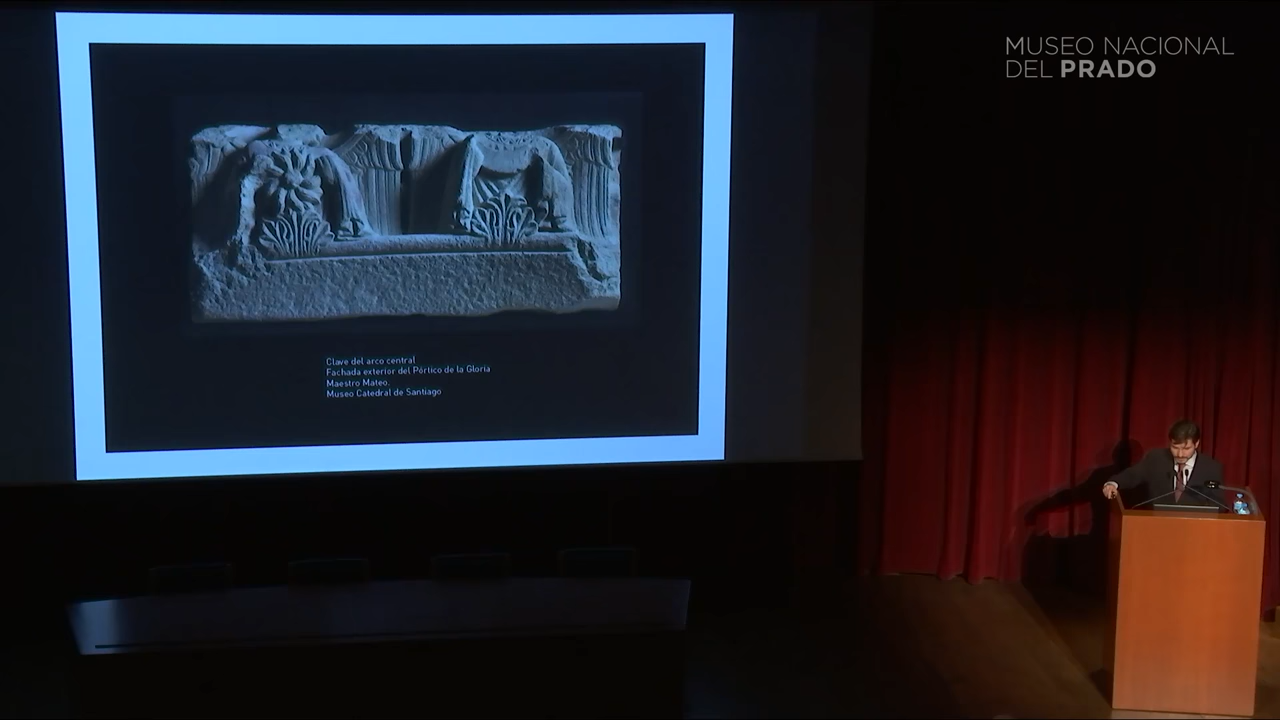 MUSEO NACIONAL
DEL PRADO
Clave del arco central
Fachada exterior del Pórtico de la Gloria
Maestro Mateo.
Museo Catedral de Santiago